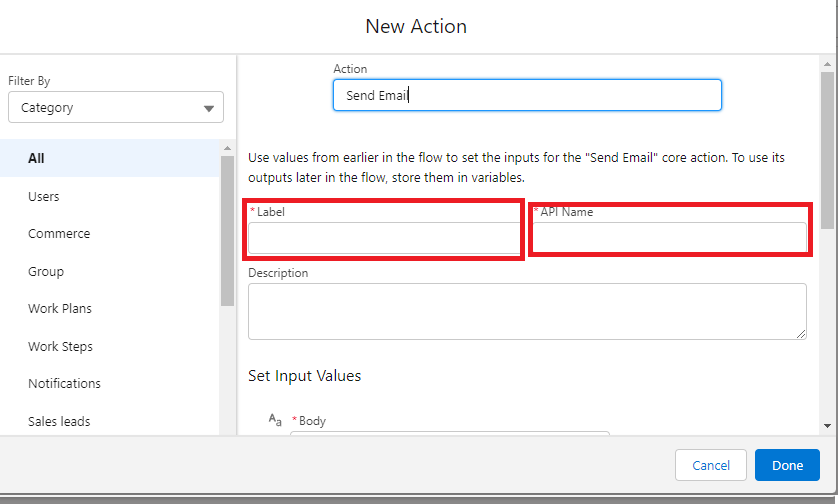 New Action
Filter By
Category
All
Users
Commerce
Group
Work Plans
Work Steps
Notifications
Sales leads
Action
Send Email
Use values from earlier in the flow to set the inputs for the "Send Email" core action. To use its
outputs later in the flow, store them in variables.
*Label
*API Name
Description
Set Input Values
Aa *Body
Cancel
Done